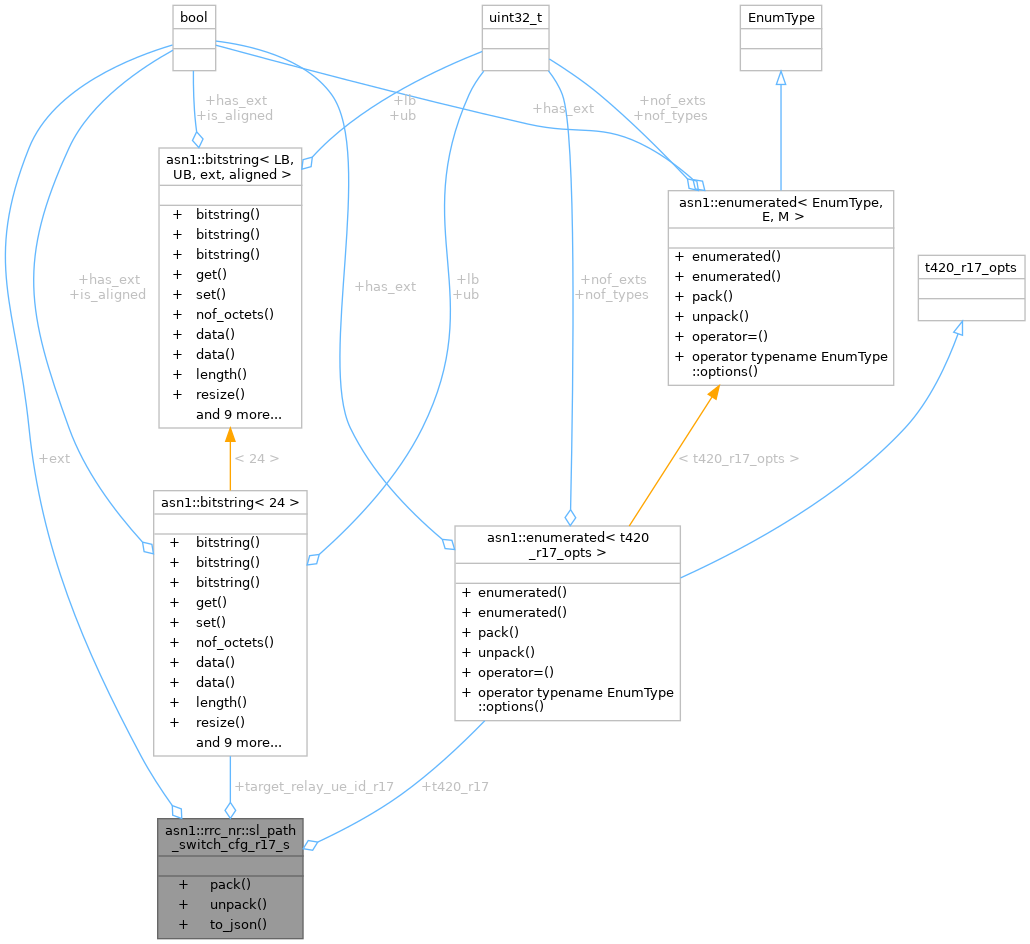 bool
uint32_t
EnumType
+has_ext
+is_aligned
+lb
+ub
+has_ext
+nof_exts
+nof_types
asn1::bitstring< LB,
UB, ext, aligned >
+ bitstring()
+ bitstring()
+ bitstring()
+ get()
+ set()
+ nof_octets()
+ data()
+ data()
+ length()
+ resize()
and 9 more...
asn1::enumerated< EnumType,
E, M >
+ enumerated()
+ enumerated()
+ pack()
+ unpack()
+ operator=()
+ operator typename EnumType
::options()
t420_r17_opts
+has_ext
+is_aligned
+has_ext
+lb
+ub
+nof_exts
+nof_types
+ext
< 24 >
< t420_r17_opts >
asn1::bitstring< 24 >
+ bitstring()
+ bitstring()
+ bitstring()
+ get()
+ set()
+ nof_octets()
+ data()
+ data()
+ length()
+ resize()
and 9 more...
asn1::enumerated< t420
_r17_opts >
+ enumerated()
+ enumerated()
+ pack()
+ unpack()
+ operator=()
+ operator typename EnumType
::options()
+target_relay_ue_id_r17
+t420_r17
asn1::rrc_nr::sl_path
_switch_cfg_r17_s
+ pack()
+ unpack()
+ to_json()